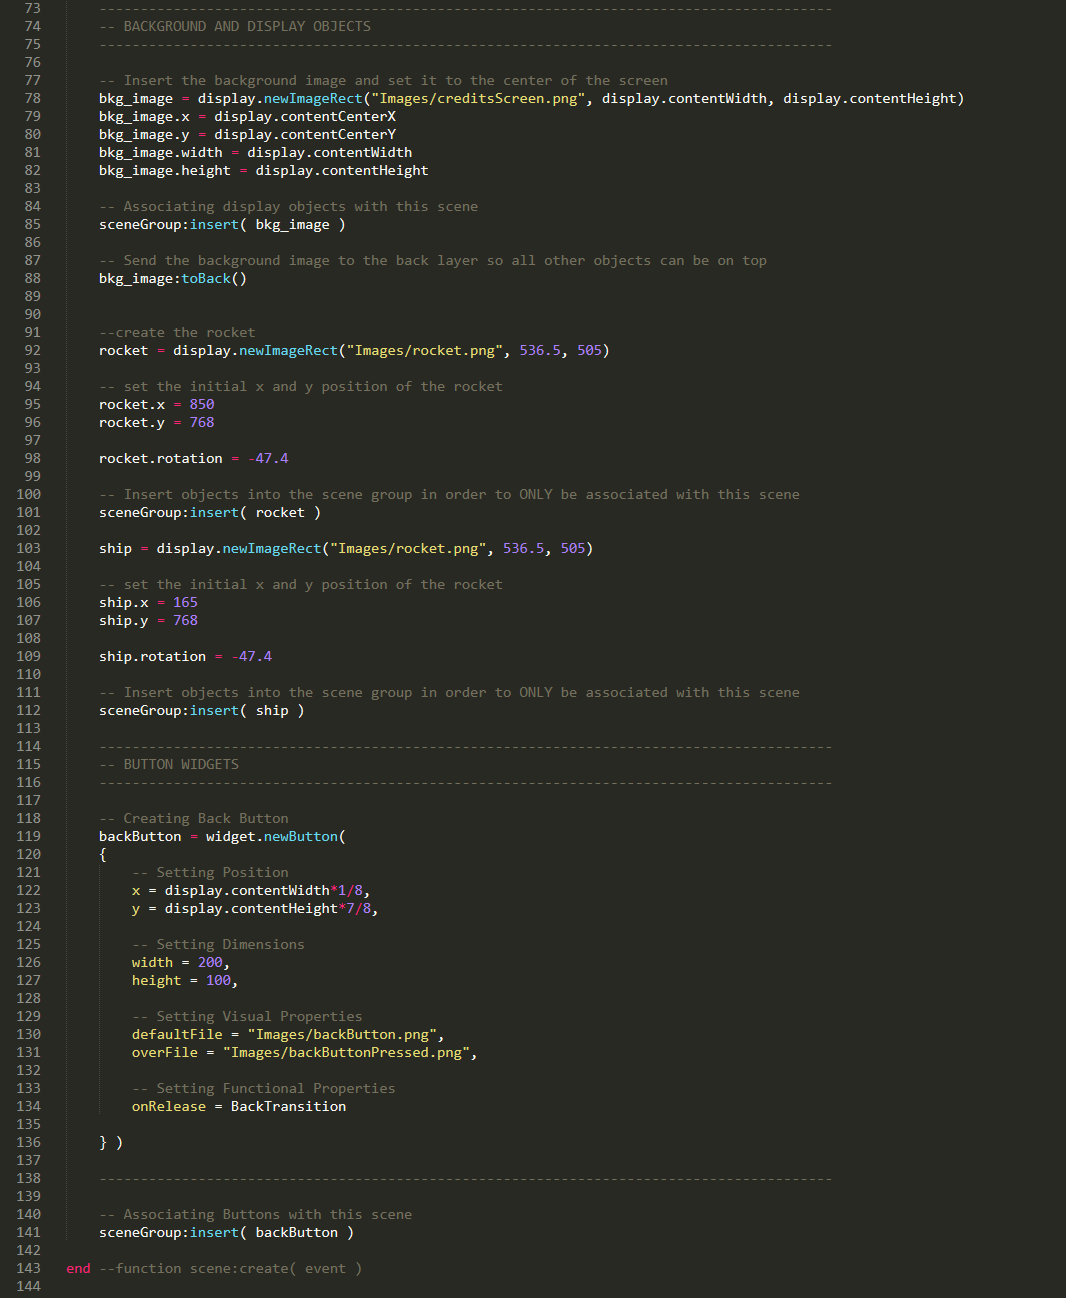 73 -----------------------------------------------------------------------------------------
74 -- BACKGROUND AND DISPLAY OBJECTS
75 -----------------------------------------------------------------------------------------
76
77 -- Insert the background image and set it to the center of the screen
78 bkg_image = display.newImageRect("Images/creditsScreen.png", display.contentWidth, display.contentHeight)
79 bkg_image.x = display.contentCenterX
80 bkg_image.y = display.contentCenterY
81 bkg_image.width = display.contentWidth
82 bkg_image.height = display.contentHeight
83
84 -- Associating display objects with this scene
85 sceneGroup:insert( bkg_image )
86
87 -- Send the background image to the back layer so all other objects can be on top
88 bkg_image:toBack()
89
90
91 --create the rocket
92 rocket = display.newImageRect("Images/rocket.png", 536.5, 505)
93
94 -- set the initial x and y position of the rocket
95 rocket.x = 850
96 rocket.y = 768
97
98 rocket.rotation = -47.4
99
100 -- Insert objects into the scene group in order to ONLY be associated with this scene
101 sceneGroup:insert( rocket )
102
103 ship = display.newImageRect("Images/rocket.png", 536.5, 505)
104
105 -- set the initial x and y position of the rocket
106 ship.x = 165
107 ship.y = 768
108
109 ship.rotation = -47.4
110
111 -- Insert objects into the scene group in order to ONLY be associated with this scene
112 sceneGroup:insert( ship )
113
114 -----------------------------------------------------------------------------------------
115 -- BUTTON WIDGETS
116 -----------------------------------------------------------------------------------------
117
118 -- Creating Back Button
119 backButton = widget.newButton(
120 {
121 -- Setting Position
122 x = display.contentWidth*1/8,
123 y = display.contentHeight*7/8,
124
125 -- Setting Dimensions
126 width = 200,
127 height = 100,
128
129 -- Setting Visual Properties
130 defaultFile = "Images/backButton.png",
131 overFile = "Images/backButtonPressed.png",
132
133 -- Setting Functional Properties
134 onRelease = BackTransition
135
136 } )
137
138 -----------------------------------------------------------------------------------------
139
140 -- Associating Buttons with this scene
141 sceneGroup:insert( backButton )
142
143 end --function scene:create( event )
144